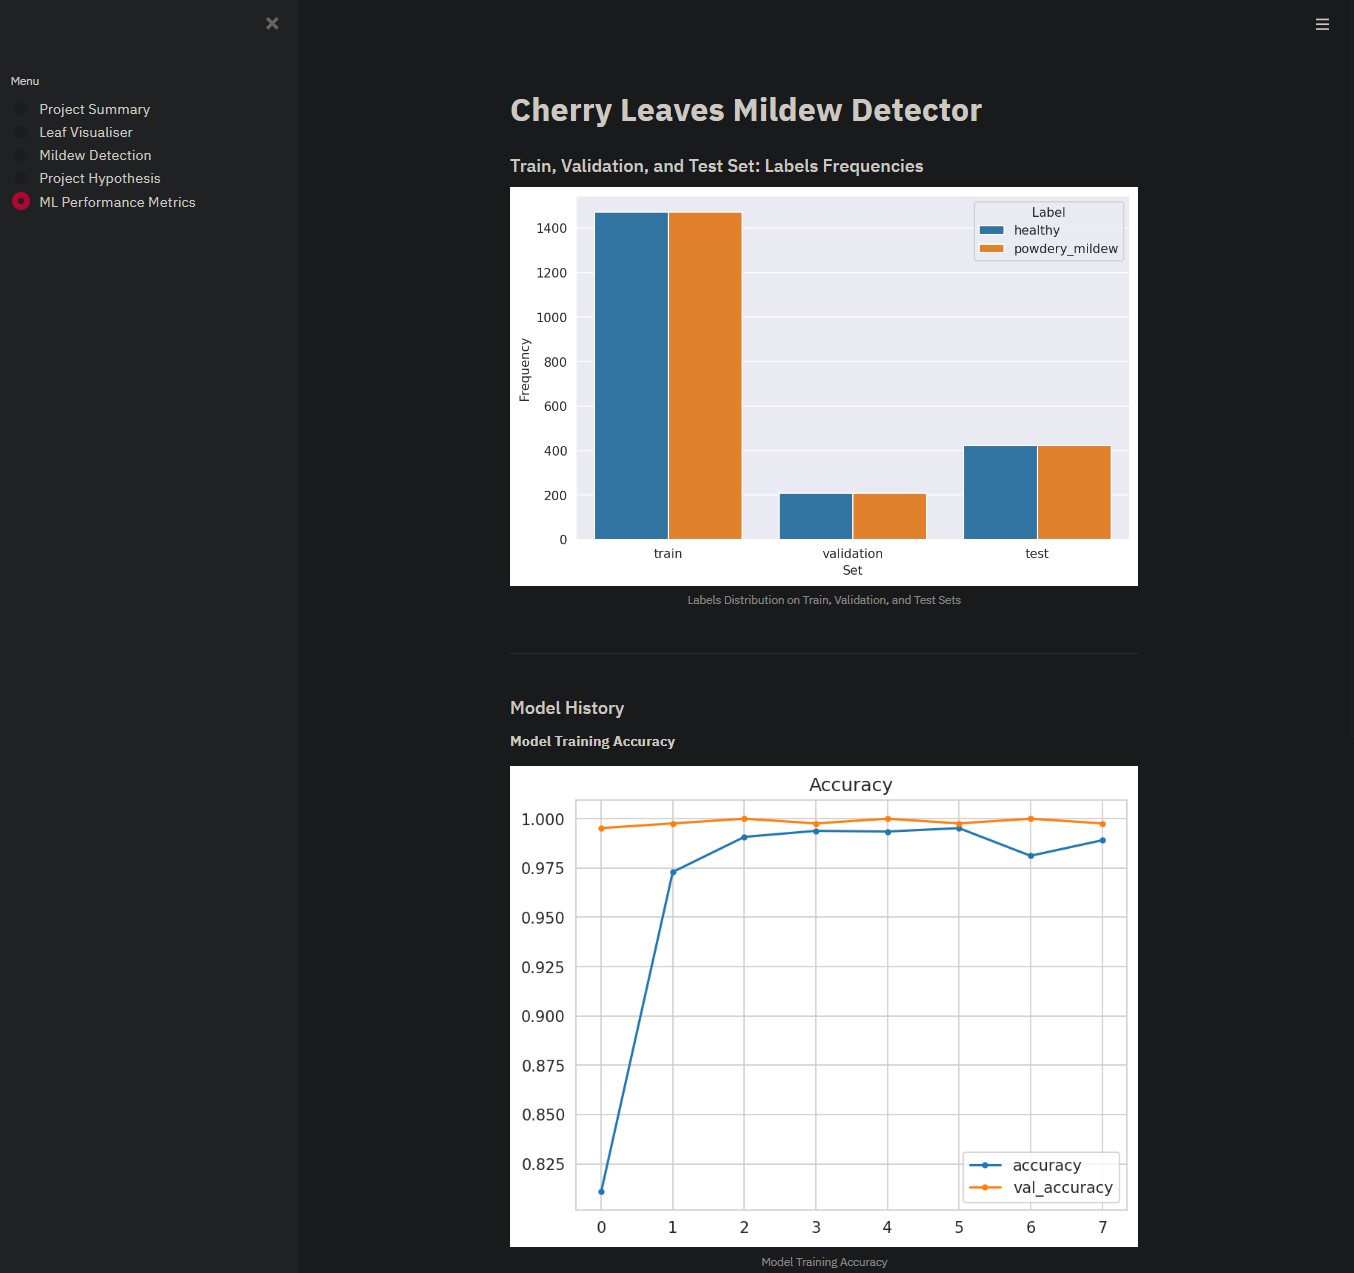 Menu
Project Summary
Leaf Visualiser
Mildew Detection
Project Hypothesis
ML Performance Metrics
Cherry Leaves Mildew Detector
Train, Validation, and Test Set: Labels Frequencies
Label
healthy
powdery_mildew
1400
1200
1000
800
600
400
200
0
Frequency
train validation test
Set
Labels Distribution on Train, Validation, and Test Sets
Model History
Model Training Accuracy
Accuracy
1.000
0.975
0.950
0.925
0.900
0.875
0.850
0.825
accuracy
val_accuracy
0 1 2 3 4 5 6 7
Model Training Accuracy